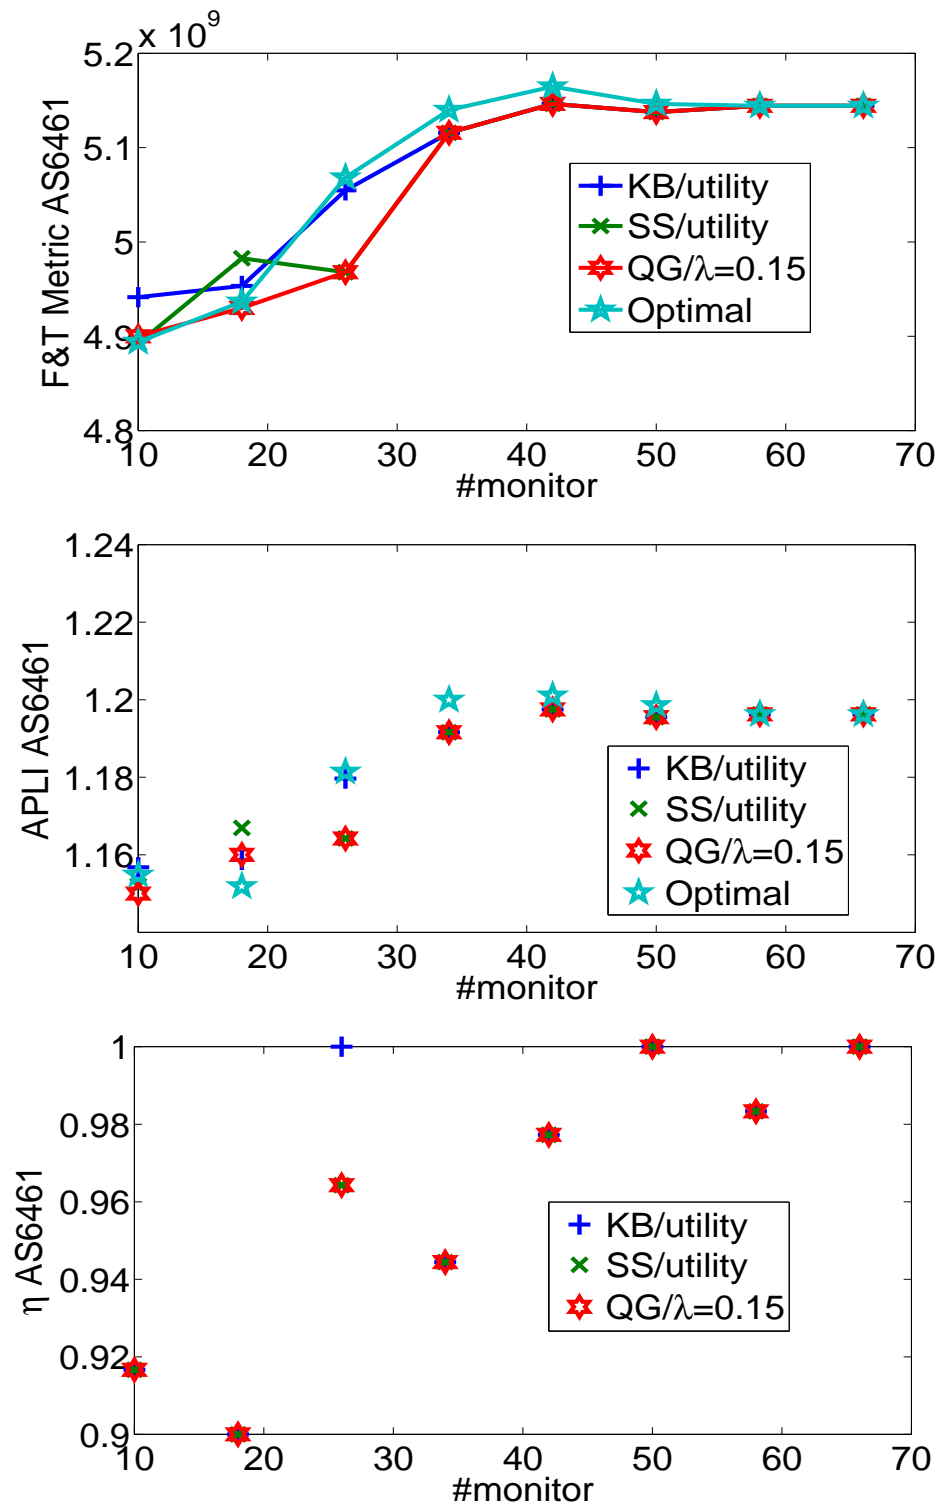 x 10^9
5.2
5.1
5
4.9
4.8
F&T Metric AS6461
KB/utility
SS/utility
QG/λ=0.15
Optimal
10 20 30 40 50 60 70
#monitor
1.24
1.22
1.2
1.18
1.16
APLI AS6461
KB/utility
SS/utility
QG/λ=0.15
Optimal
10 20 30 40 50 60 70
#monitor
1
0.98
0.96
0.94
0.92
0.9
η AS6461
KB/utility
SS/utility
QG/λ=0.15
10 20 30 40 50 60 70
#monitor